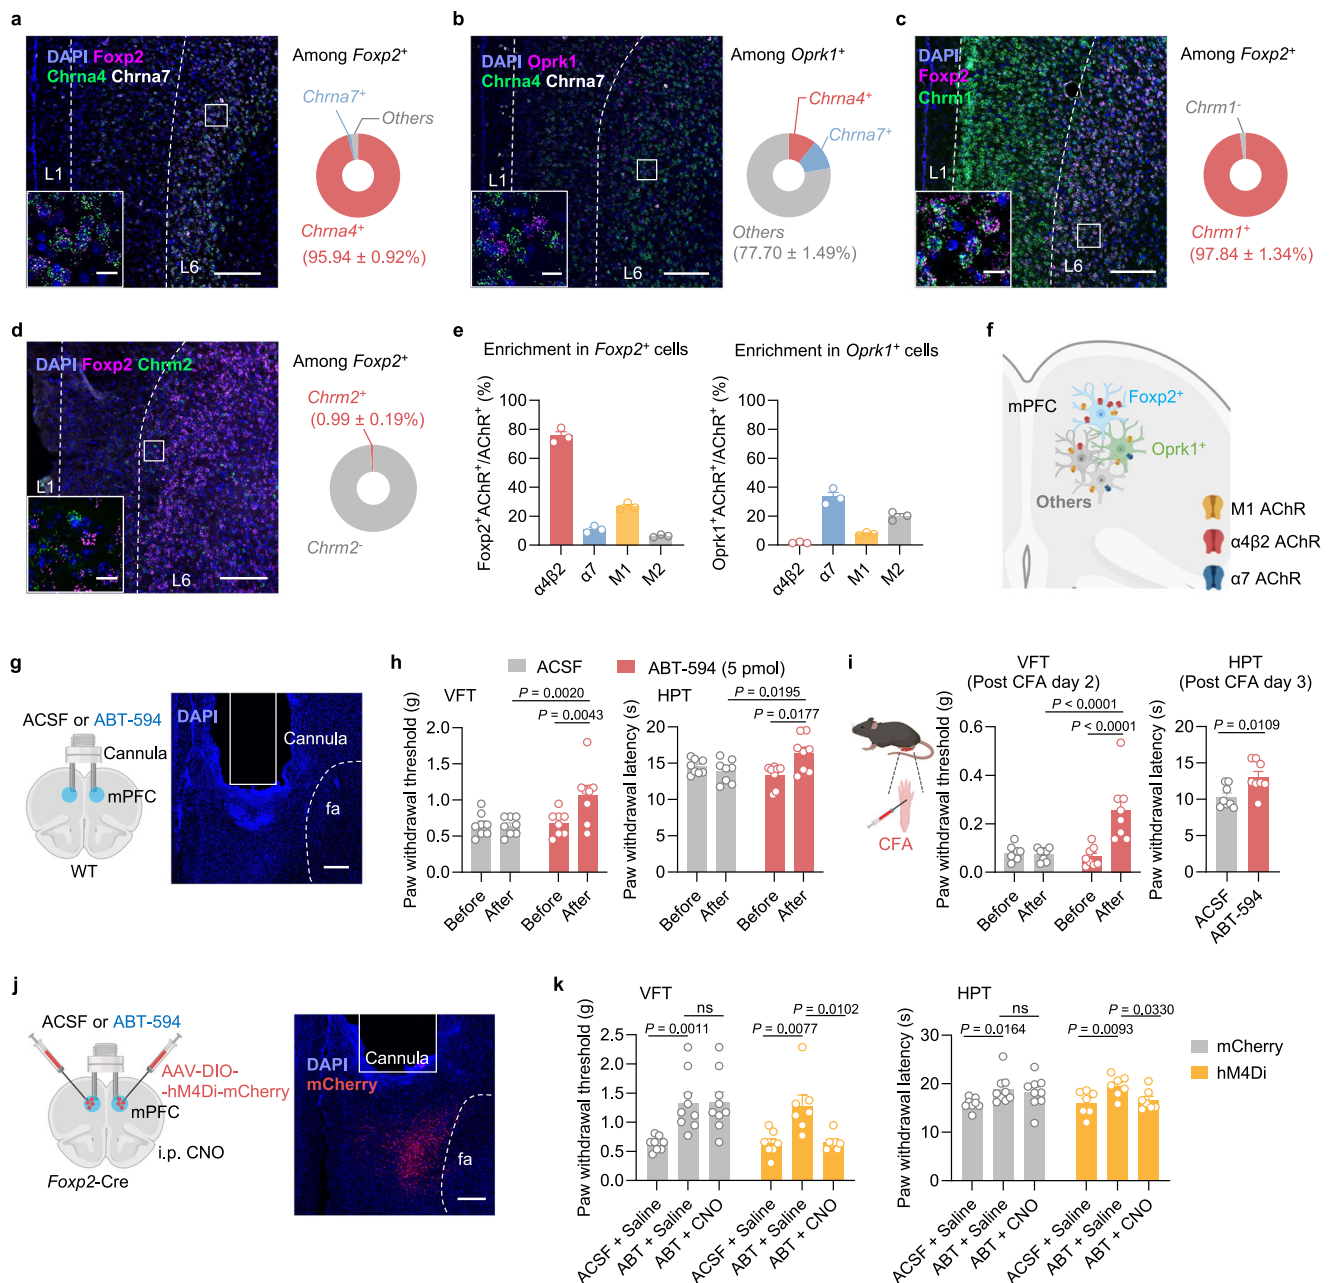 a
DAPI Foxp2
Chrna4 Chrna7
L1
L6
Among Foxp2⁺
Chrna7⁺
Others
Chrna4⁺
(95.94 ± 0.92%)
b
DAPI Oprk1
Chrna4 Chrna7
L1
L6
Among Oprk1⁺
Chrna4⁺
Chrna7⁺
Others
(77.70 ± 1.49%)
c
DAPI
Foxp2
Chrm1
L1
L6
Among Foxp2⁺
Chrm1⁻
Chrm1⁺
(97.84 ± 1.34%)
d
DAPI Foxp2 Chrm2
L1
L6
Among Foxp2⁺
Chrm2⁺
(0.99 ± 0.19%)
Chrm2⁻
e
Enrichment in Foxp2⁺ cells
Foxp2⁺AChR⁺/AChR⁺ (%)
100
80
60
40
20
0
α4β2
α7
M1
M2
Enrichment in Oprk1⁺ cells
Oprk1⁺AChR⁺/AChR⁺ (%)
100
80
60
40
20
0
α4β2
α7
M1
M2
f
mPFC
Foxp2⁺
Oprk1⁺
Others
M1 AChR
α4β2 AChR
α7 AChR
g
ACSF or ABT-594
Cannula
mPFC
WT
DAPI
Cannula
fa
h
ACSF
ABT-594 (5 pmol)
VFT
P = 0.0020
P = 0.0043
Paw withdrawal threshold (g)
2.0
1.5
1.0
0.5
0.0
Before
After
Before
After
HPT
P = 0.0195
P = 0.0177
Paw withdrawal latency (s)
25
20
15
10
5
0
Before
After
Before
After
i
CFA
VFT
(Post CFA day 2)
P < 0.0001
P < 0.0001
Paw withdrawal threshold (g)
0.6
0.4
0.2
0.0
Before
After
Before
After
HPT
(Post CFA day 3)
P = 0.0109
Paw withdrawal latency (s)
20
15
10
5
0
ACSF
ABT-594
j
ACSF or ABT-594
AAV-DIO-
-hM4Di-mCherry
mPFC
i.p. CNO
Foxp2-Cre
DAPI
mCherry
Cannula
fa
k
VFT
ns
P = 0.0011
P = 0.0102
P = 0.0077
Paw withdrawal threshold (g)
2.5
2.0
1.5
1.0
0.5
0.0
ACSF + Saline
ABT + Saline
ABT + CNO
ACSF + Saline
ABT + Saline
ABT + CNO
HPT
ns
P = 0.0164
P = 0.0330
P = 0.0093
Paw withdrawal latency (s)
30
20
10
0
ACSF + Saline
ABT + Saline
ABT + CNO
ACSF + Saline
ABT + Saline
ABT + CNO
mCherry
hM4Di